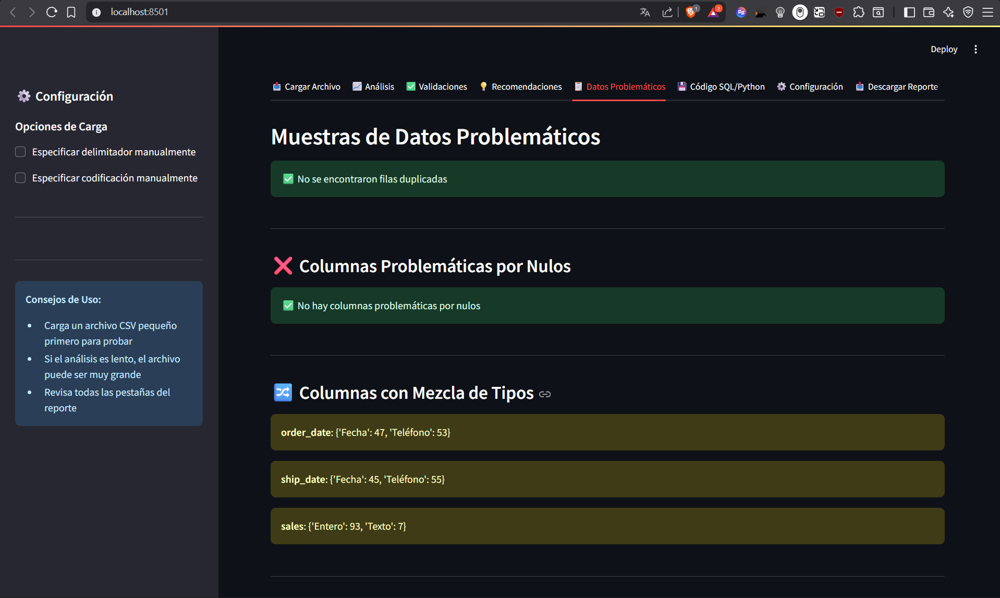 localhost:8501
1
2
Deploy
Configuración
Opciones de Carga
Especificar delimitador manualmente
Especificar codificación manualmente
Consejos de Uso:
• Carga un archivo CSV pequeño
primero para probar
• Si el análisis es lento, el archivo
puede ser muy grande
• Revisa todas las pestañas del
reporte
Cargar Archivo Análisis Validaciones Recomendaciones Datos Problemáticos Código SQL/Python Configuración Descargar Reporte
Muestras de Datos Problemáticos
No se encontraron filas duplicadas
Columnas Problemáticas por Nulos
No hay columnas problemáticas por nulos
Columnas con Mezcla de Tipos
order_date: {'Fecha': 47, 'Teléfono': 53}
ship_date: {'Fecha': 45, 'Teléfono': 55}
sales: {'Entero': 93, 'Texto': 7}